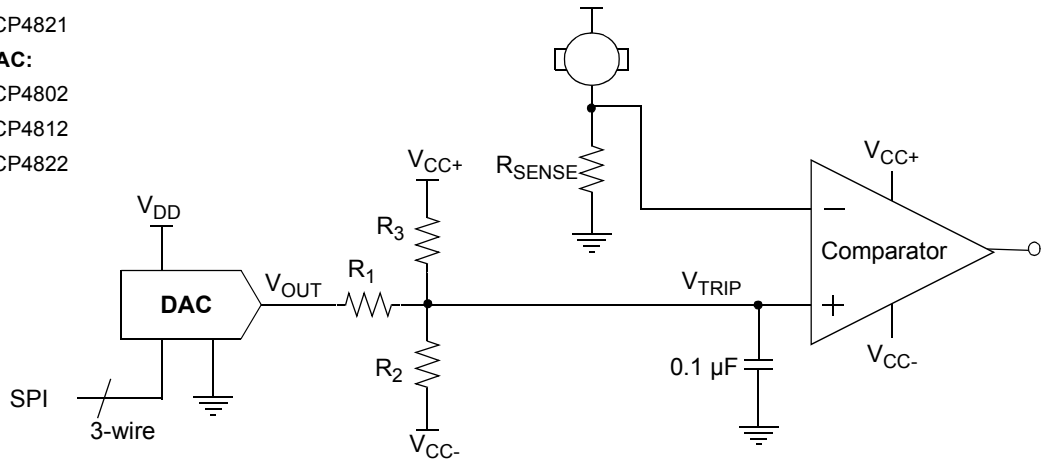 CP4821
AC:
CP4802
CP4812
CP4822
VDD
VCC+
RSENSE
VCC+
R3
Comparator
−
+
DAC
VOUT
R1
VTRIP
R2
0.1 µF
VCC-
SPI
3-wire
VCC-